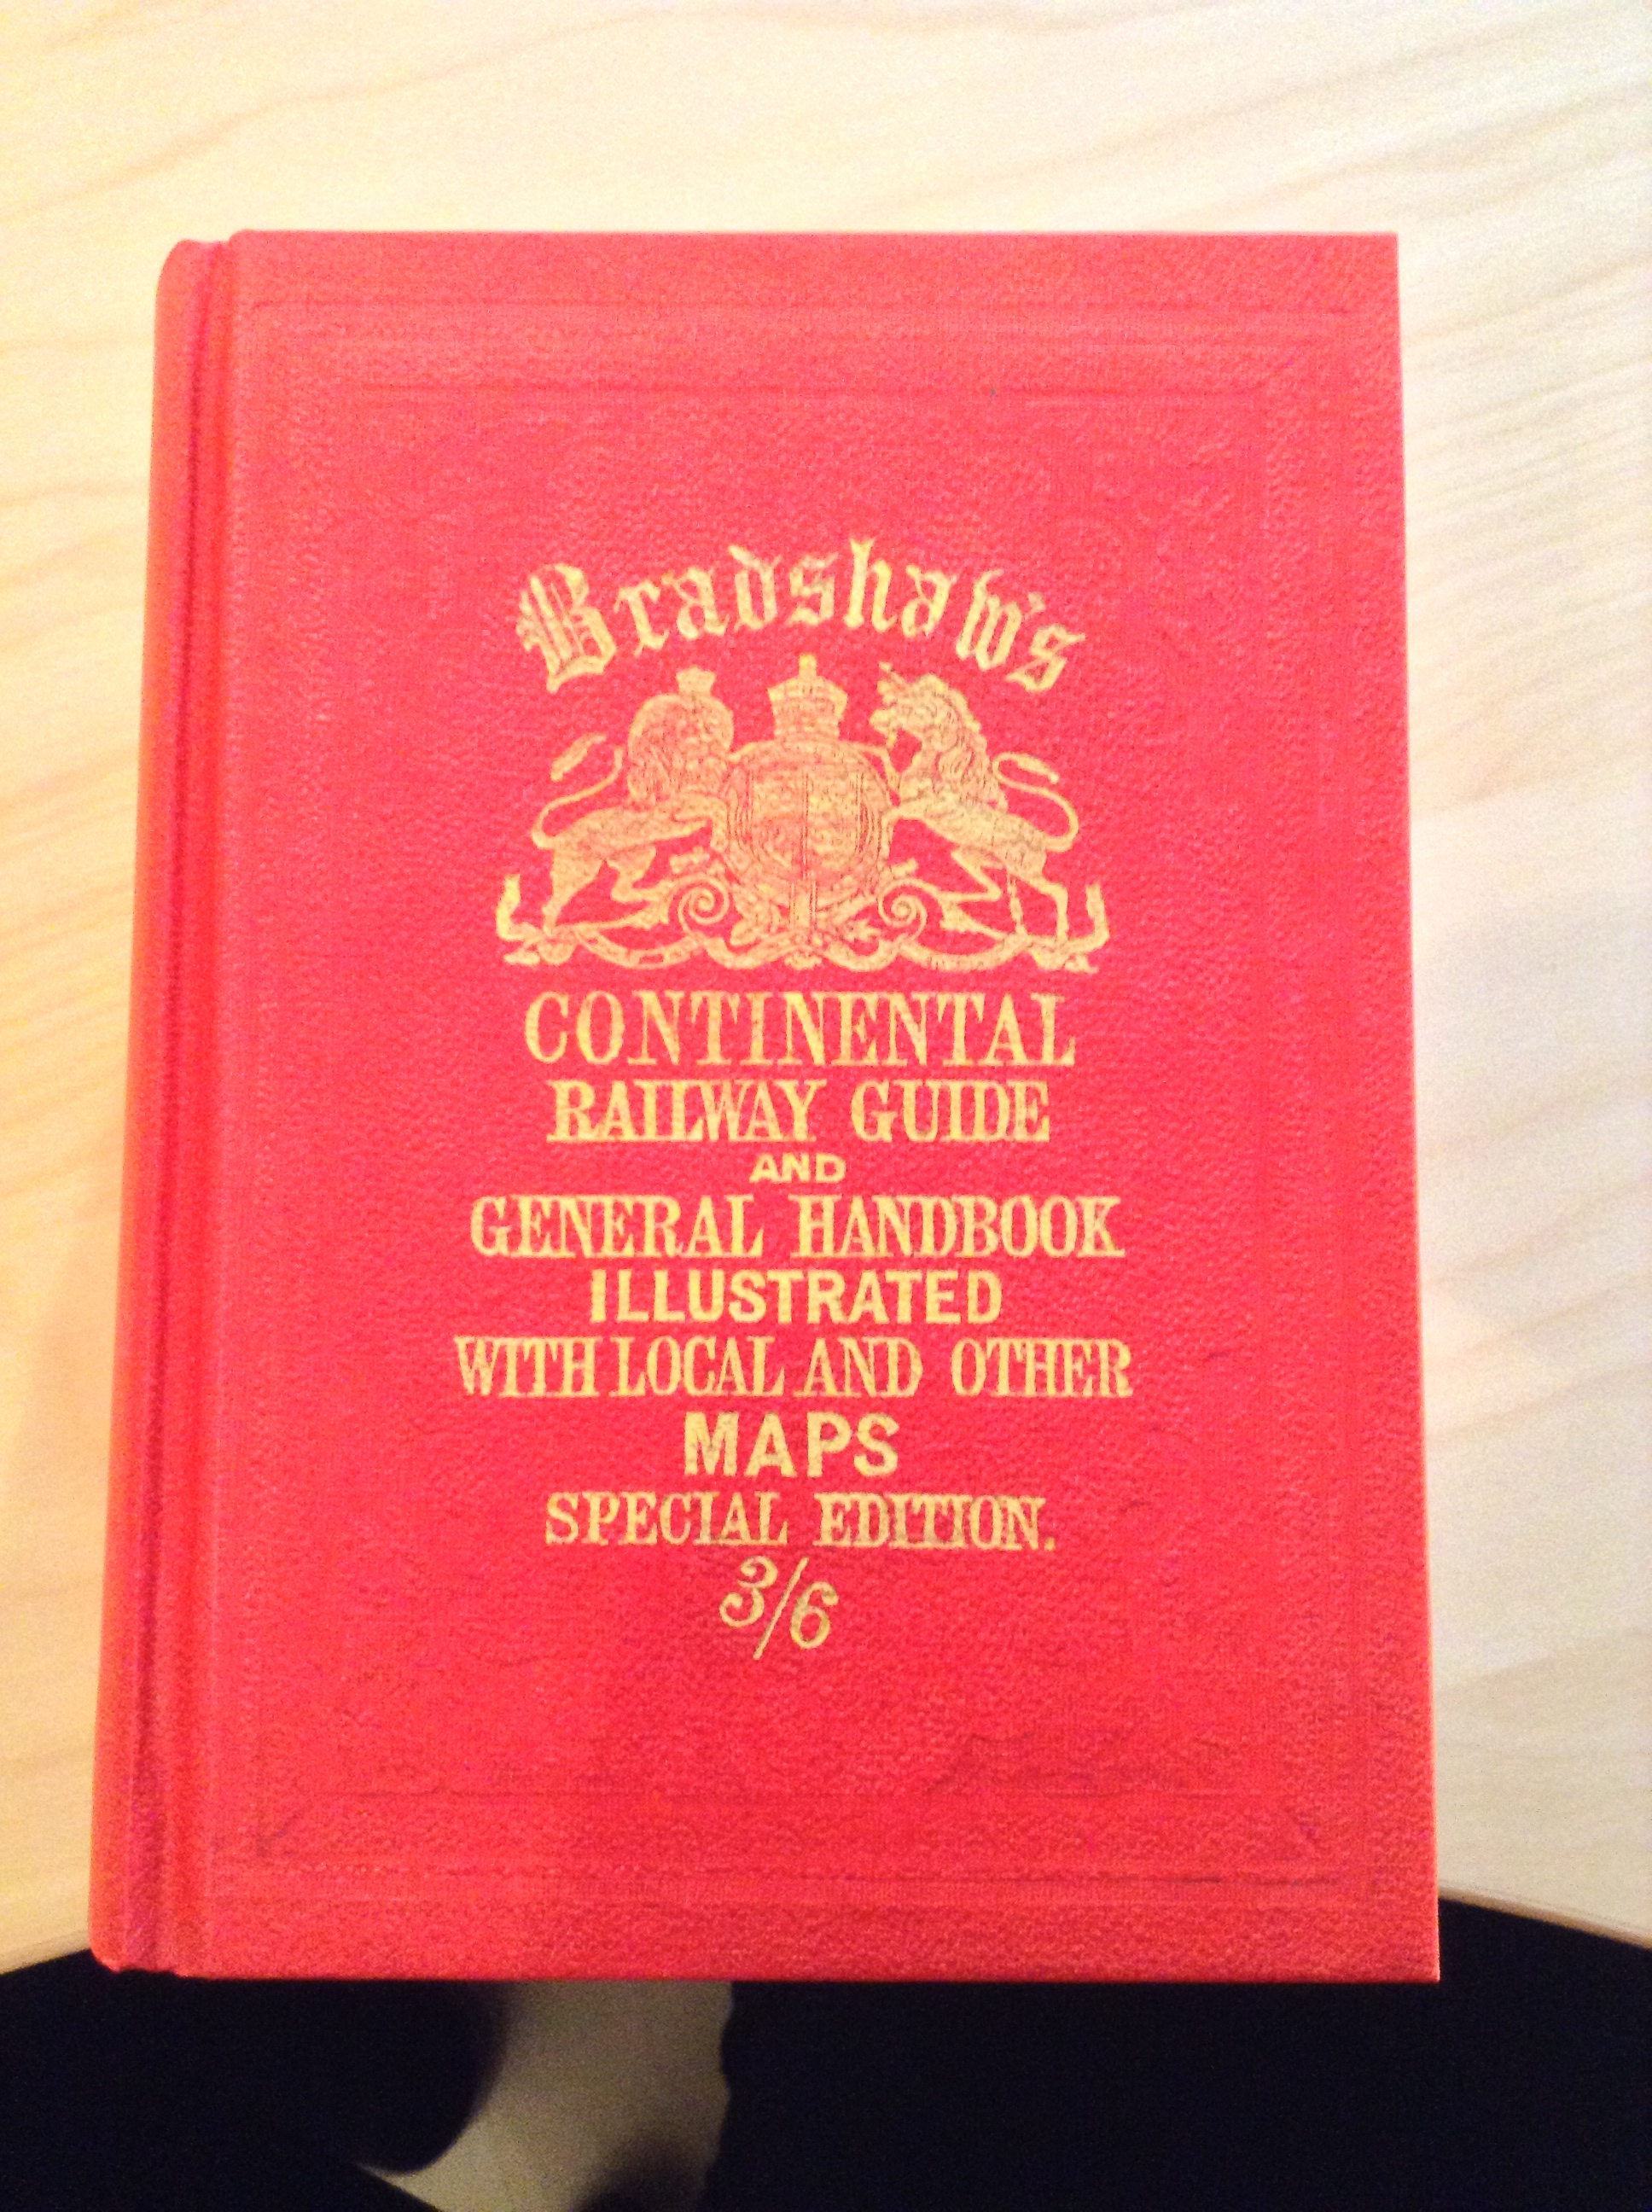 Bradshaw's
CONTINENTAL
RAILWAY GUIDE
AND
GENERAL HANDBOOK
ILLUSTRATED
WITH LOCAL AND OTHER
MAPS
SPECIAL EDITION.
3/6